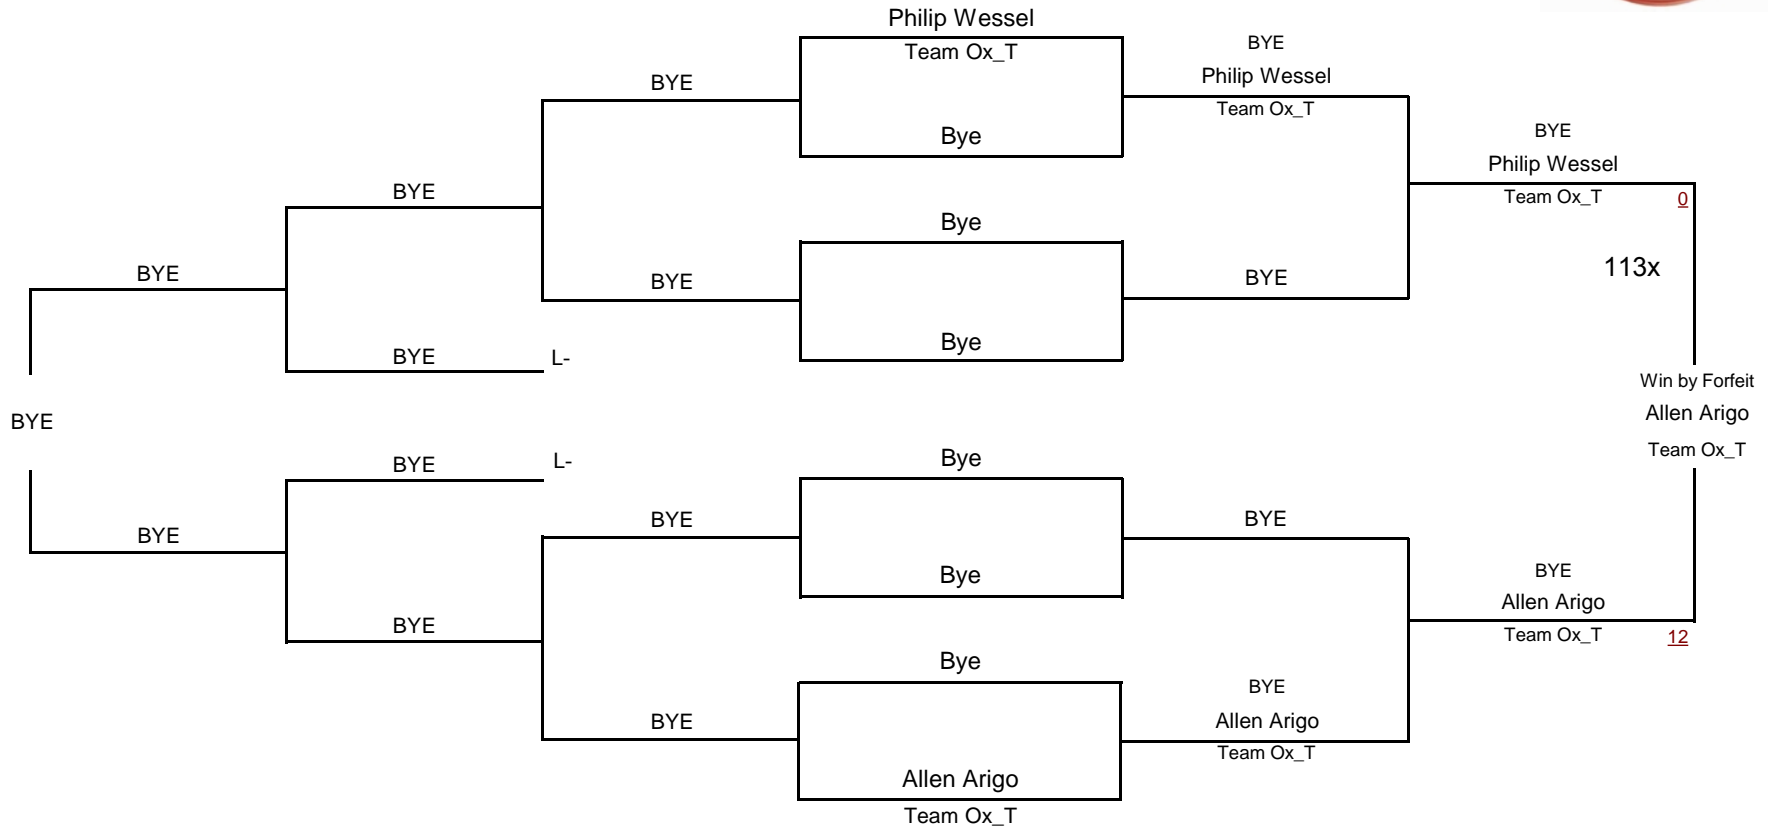 Philip Wessel
Team Ox_T
BYE
BYE
Philip Wessel
Team Ox_T
Bye
BYE
Philip Wessel
Team Ox_T
0
BYE
Bye
113x
BYE
BYE
BYE
Bye
BYE
L-
Win by Forfeit
Allen Arigo
Team Ox_T
BYE
BYE
L-
Bye
BYE
BYE
BYE
Bye
BYE
Allen Arigo
Team Ox_T
12
BYE
Bye
BYE
BYE
Allen Arigo
Team Ox_T
Allen Arigo
Team Ox_T